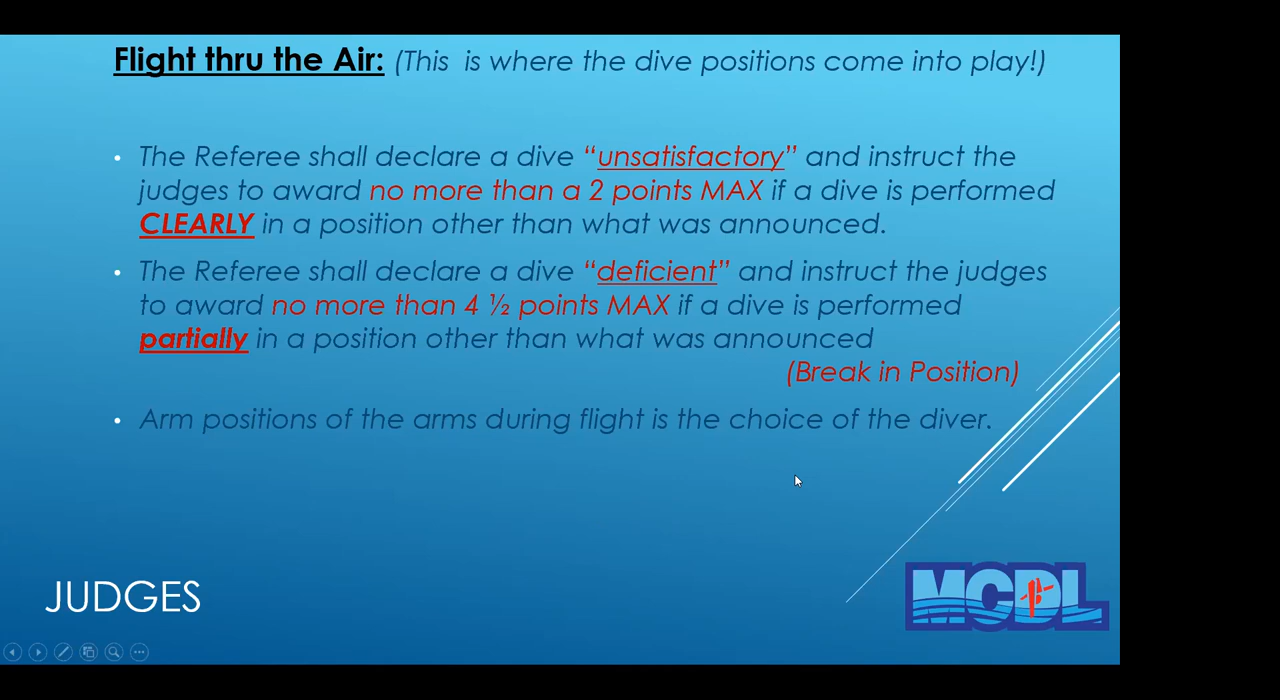 Flight thru the Air: (This is where the dive positions come into play!)
• The Referee shall declare a dive “unsatisfactory” and instruct the
judges to award no more than a 2 points MAX if a dive is performed
CLEARLY in a position other than what was announced.
• The Referee shall declare a dive “deficient” and instruct the judges
to award no more than 4 ½ points MAX if a dive is performed
partially in a position other than what was announced
(Break in Position)
• Arm positions of the arms during flight is the choice of the diver.
JUDGES
MCDL